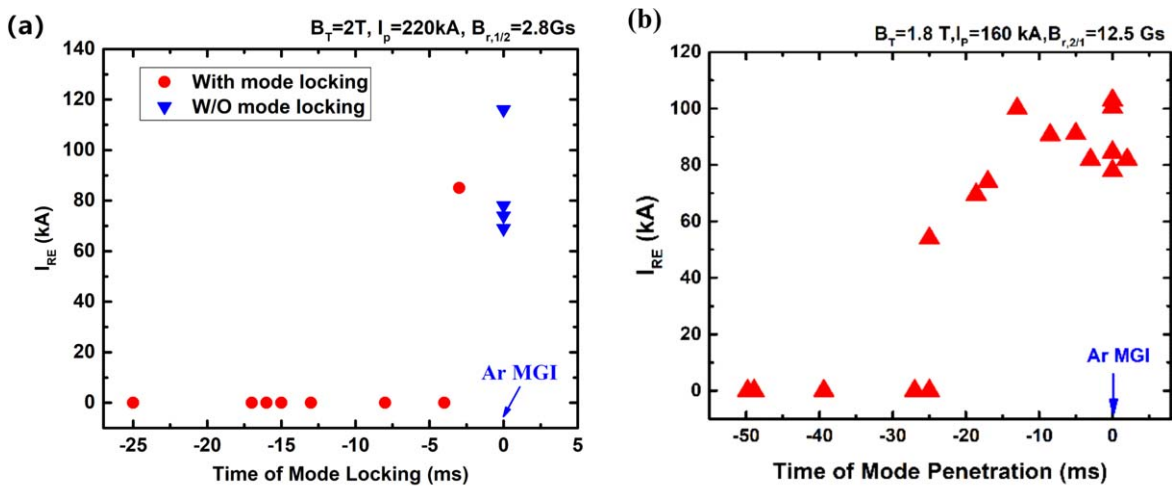 (a)
B_T=2T, I_p=220kA, B_r,1/2=2.8Gs
140
120
100
80
60
40
20
0
I_RE (kA)
With mode locking
W/O mode locking
Ar MGI
-25 -20 -15 -10 -5 0 5
Time of Mode Locking (ms)
(b)
B_T=1.8 T,I_P=160 kA,B_r,2/1=12.5 Gs
120
100
80
60
40
20
0
I_RE (kA)
Ar MGI
-50 -40 -30 -20 -10 0
Time of Mode Penetration (ms)